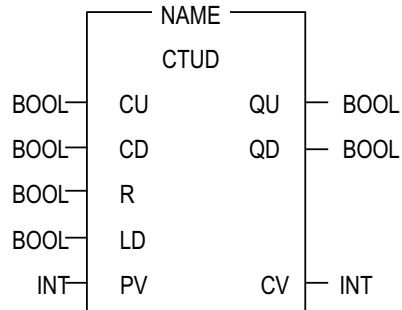 NAME
CTUD
BOOL CU QU BOOL
BOOL CD QD BOOL
BOOL R
BOOL LD
INT PV CV INT